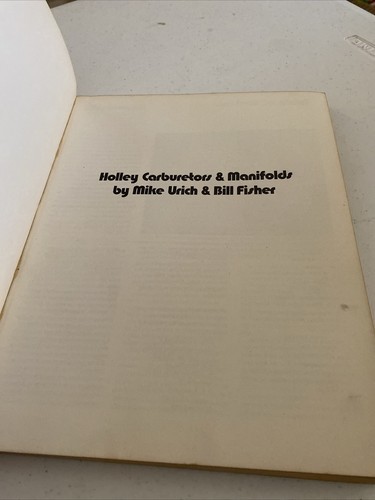 Holley Carburetors & Manifolds
by Mike Urich & Bill Fisher